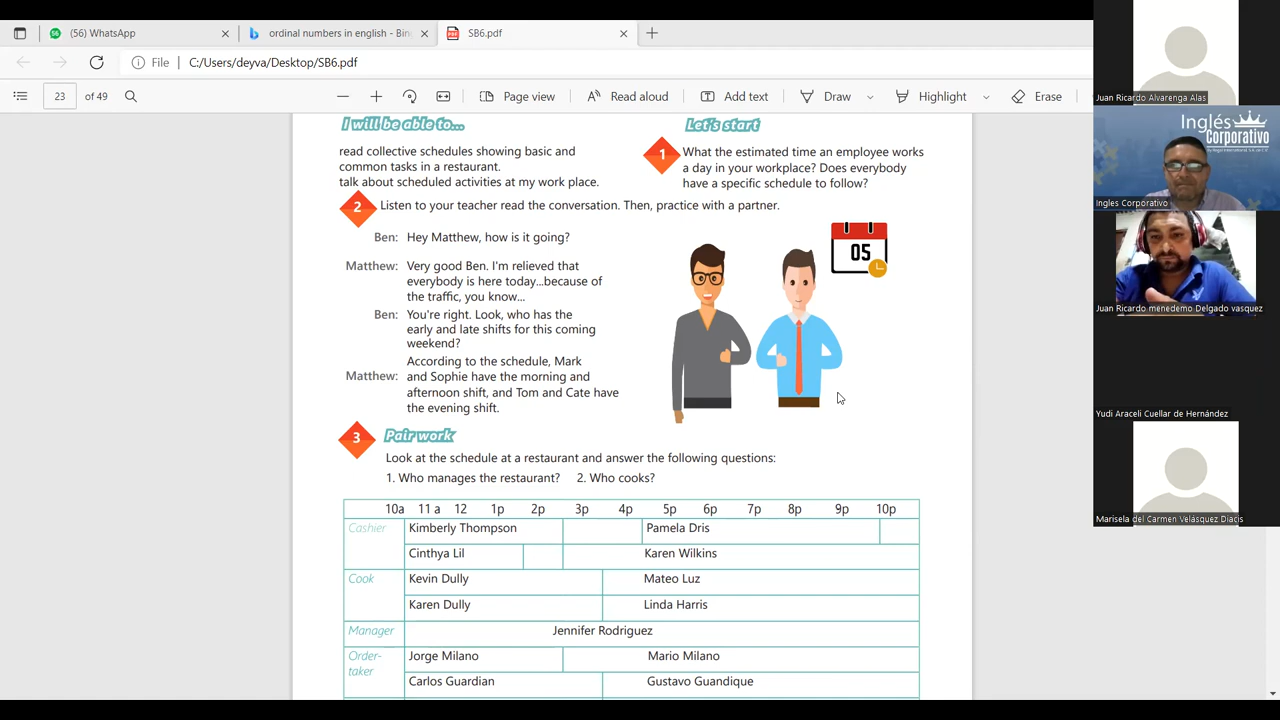 (56) WhatsApp
ordinal numbers in english - Bin
SB6.pdf
File
C:/Users/deyva/Desktop/SB6.pdf
23
of 49
Page view
Read aloud
Add text
Draw
Highlight
Erase
I will be able to...
read collective schedules showing basic and
common tasks in a restaurant.
talk about scheduled activities at my work place.
Let's start
1
What the estimated time an employee works
a day in your workplace? Does everybody
have a specific schedule to follow?
2
Listen to your teacher read the conversation. Then, practice with a partner.
Ben: Hey Matthew, how is it going?
Matthew: Very good Ben. I'm relieved that
everybody is here today...because of
the traffic, you know...
Ben: You're right. Look, who has the
early and late shifts for this coming
weekend?
According to the schedule, Mark
Matthew: and Sophie have the morning and
afternoon shift, and Tom and Cate have
the evening shift.
05
3
Pair work
Look at the schedule at a restaurant and answer the following questions:
1. Who manages the restaurant? 2. Who cooks?
10a 11 a 12 1p 2p 3p 4p 5p 6p 7p 8p 9p 10p
Cashier Kimberly Thompson Pamela Dris
Cinthya Lil Karen Wilkins
Cook Kevin Dully Mateo Luz
Karen Dully Linda Harris
Manager Jennifer Rodriguez
Order-
taker
Jorge Milano Mario Milano
Carlos Guardian Gustavo Guandique
Juan Ricardo Alvarenga Alas
Inglés
Corporativo
Ingles Corporativo
Juan Ricardo menedemo Delgado vasquez
Yudi Araceli Cuellar de Hernández
Marisela del Carmen Velásquez Diacis